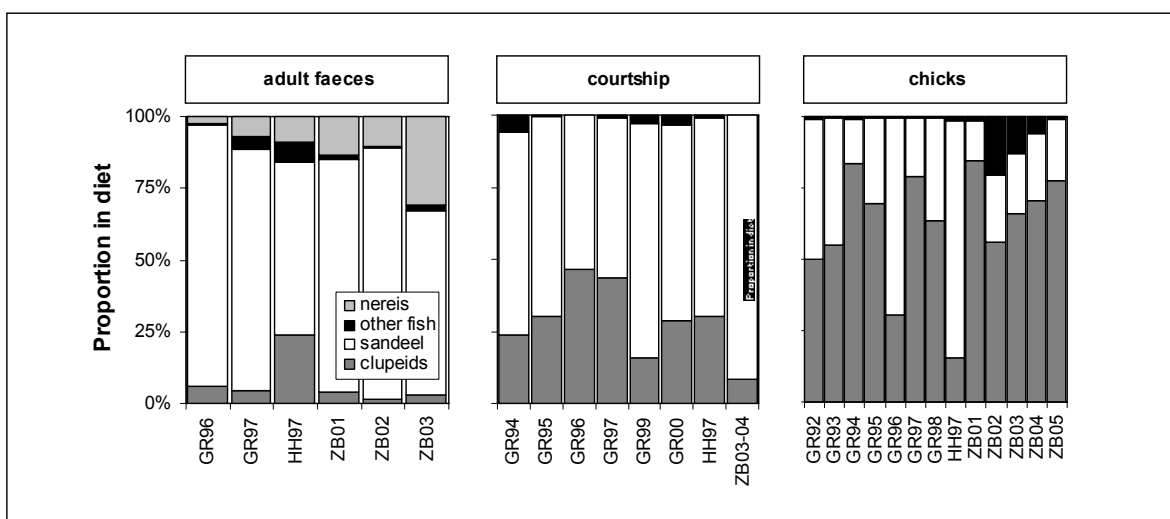 adult faeces
courtship
chicks
Proportion in diet
100%
75%
50%
25%
0%
nereis
other fish
sandeel
clupeids
Proportion in diet
GR96
GR97
HH97
ZB01
ZB02
ZB03
GR94
GR95
GR96
GR97
GR99
GR00
HH97
ZB03-04
GR92
GR93
GR94
GR95
GR96
GR97
GR98
HH97
ZB01
ZB02
ZB03
ZB04
ZB05